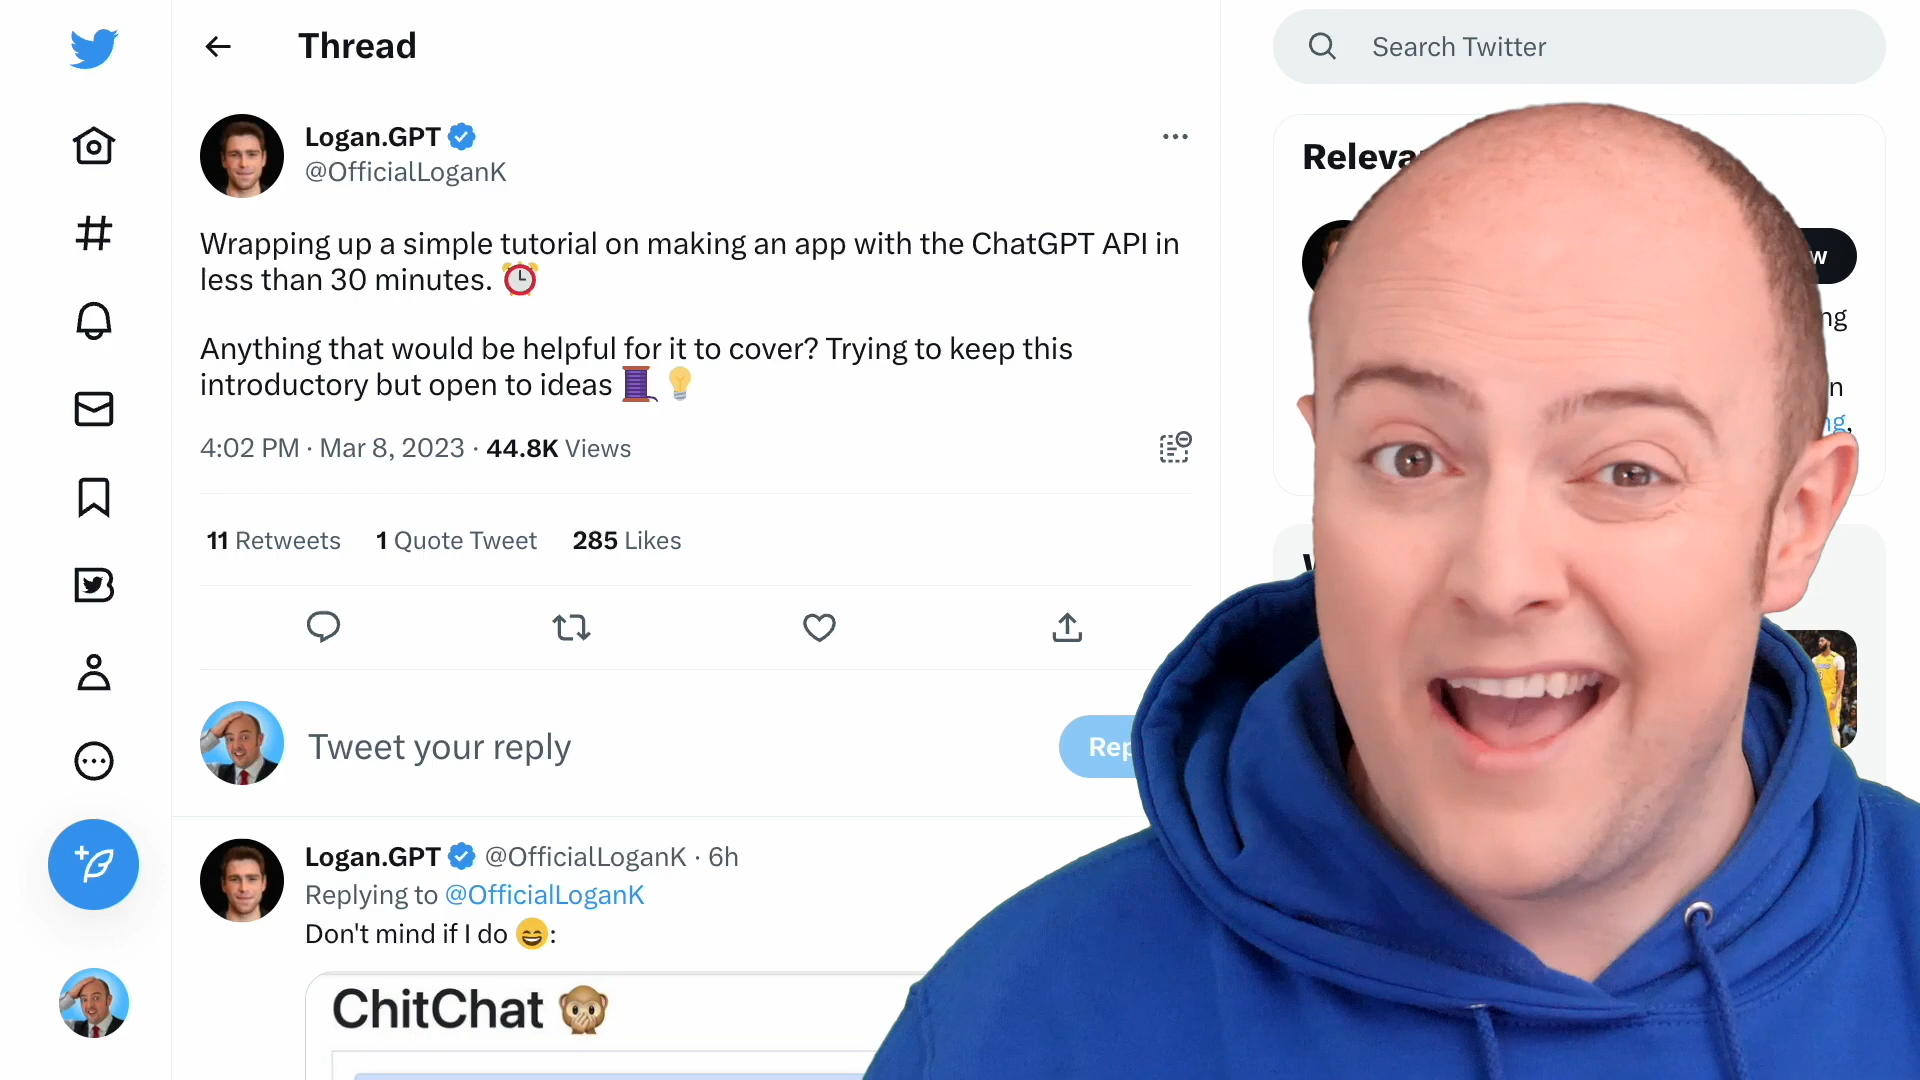 Thread
Search Twitter
Logan.GPT
@OfficialLoganK
Wrapping up a simple tutorial on making an app with the ChatGPT API in
less than 30 minutes. ⏰
Anything that would be helpful for it to cover? Trying to keep this
introductory but open to ideas 🧵 💡
4:02 PM · Mar 8, 2023 · 44.8K Views
11 Retweets 1 Quote Tweet 285 Likes
Tweet your reply
Logan.GPT @OfficialLoganK · 6h
Replying to @OfficialLoganK
Don't mind if I do 😄:
ChitChat 🙊